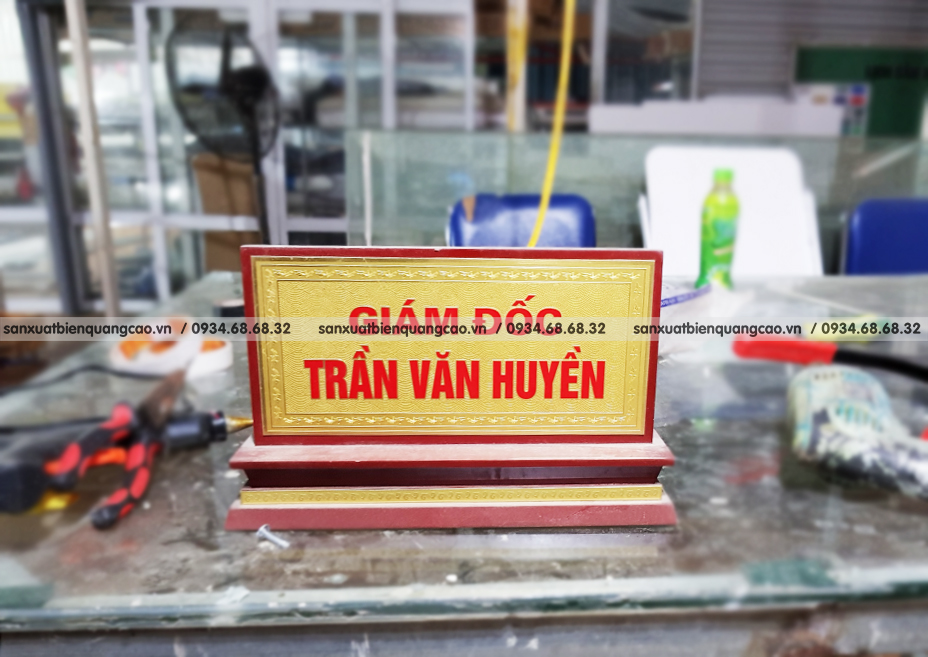 GIÁM ĐỐC
sanxuatbienquangcao.vn / 0934.68.68.32 sanxuatbienquangcao.vn / 0934.68.68.32 sanxuatbienquangcao.vn / 0934.68.68.32
TRẦN VĂN HUYỀN